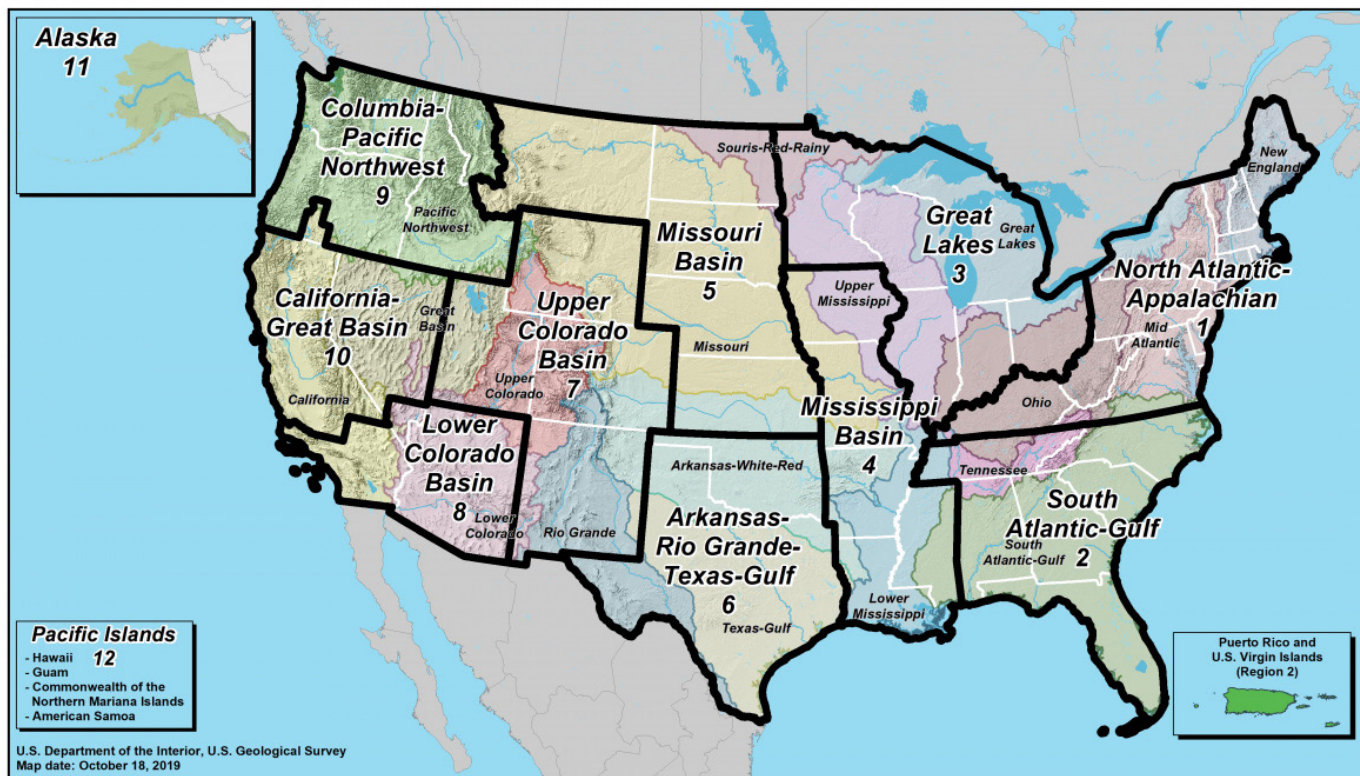 Alaska
11
Columbia-
Pacific
Northwest
9
Pacific
Northwest
Souris-Red-Rainy
Missouri
Basin
5
Missouri
Great
Lakes
3
Great
Lakes
New
England
North Atlantic-
Appalachian
1
Mid
Atlantic
Upper
Mississippi
California-
Great Basin
10
Great
Basin
California
Upper
Colorado
Basin
7
Upper
Colorado
Ohio
Mississippi
Basin
4
Lower
Colorado
Basin
8
Lower
Colorado
Rio Grande
Arkansas-White-Red
Arkansas-
Rio Grande-
Texas-Gulf
6
Texas-Gulf
Tennessee
South
Atlantic-Gulf
2
South
Atlantic-Gulf
Lower
Mississippi
Pacific Islands
12
- Hawaii
- Guam
- Commonwealth of the
Northern Mariana Islands
- American Samoa
Puerto Rico and
U.S. Virgin Islands
(Region 2)
U.S. Department of the Interior, U.S. Geological Survey
Map date: October 18, 2019